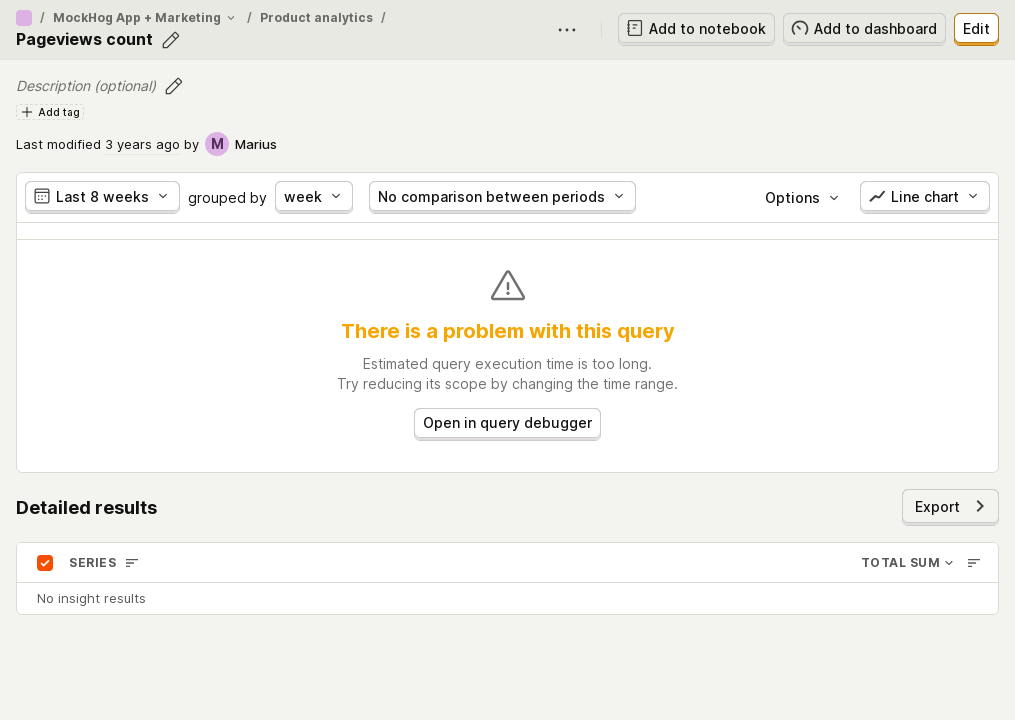 / MockHog App + Marketing / Product analytics /
Pageviews count
Add to notebook
Add to dashboard
Edit
Description (optional)
Add tag
Last modified 3 years ago by M Marius
Last 8 weeks grouped by week No comparison between periods Options Line chart
There is a problem with this query
Estimated query execution time is too long.
Try reducing its scope by changing the time range.
Open in query debugger
Detailed results
Export
SERIES TOTAL SUM
No insight results